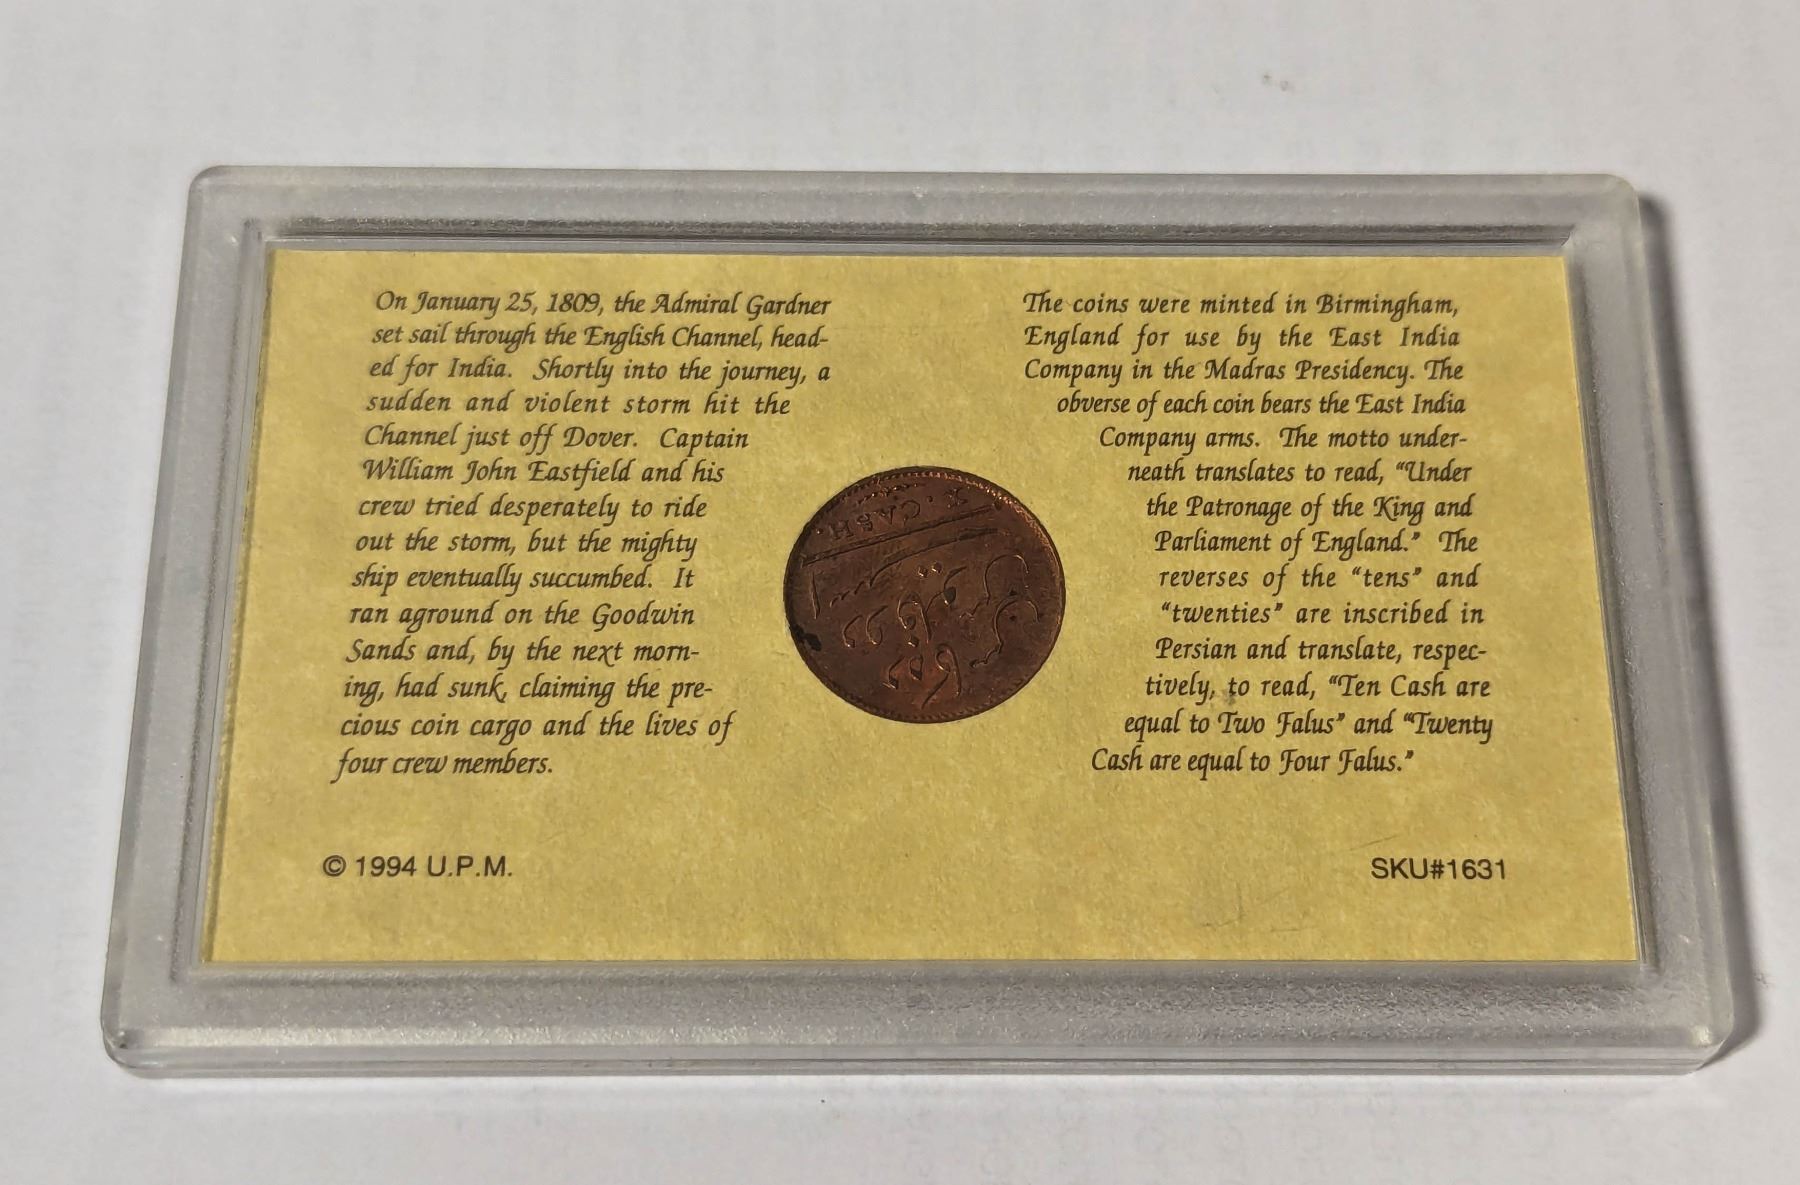 On January 25, 1809, the Admiral Gardner
set sail through the English Channel, head-
ed for India. Shortly into the journey, a
sudden and violent storm hit the
Channel just off Dover. Captain
William John Eastfield and his
crew tried desperately to ride
out the storm, but the mighty
ship eventually succumbed. It
ran aground on the Goodwin
Sands and, by the next morn-
ing, had sunk, claiming the pre-
cious coin cargo and the lives of
four crew members.
The coins were minted in Birmingham,
England for use by the East India
Company in the Madras Presidency. The
obverse of each coin bears the East India
Company arms. The motto under-
neath translates to read, “Under
the Patronage of the King and
Parliament of England.” The
reverses of the “tens” and
“twenties” are inscribed in
Persian and translate, respec-
tively, to read, “Ten Cash are
equal to Two Falus” and “Twenty
Cash are equal to Four Falus.”
X. CASH.
© 1994 U.P.M.
SKU#1631